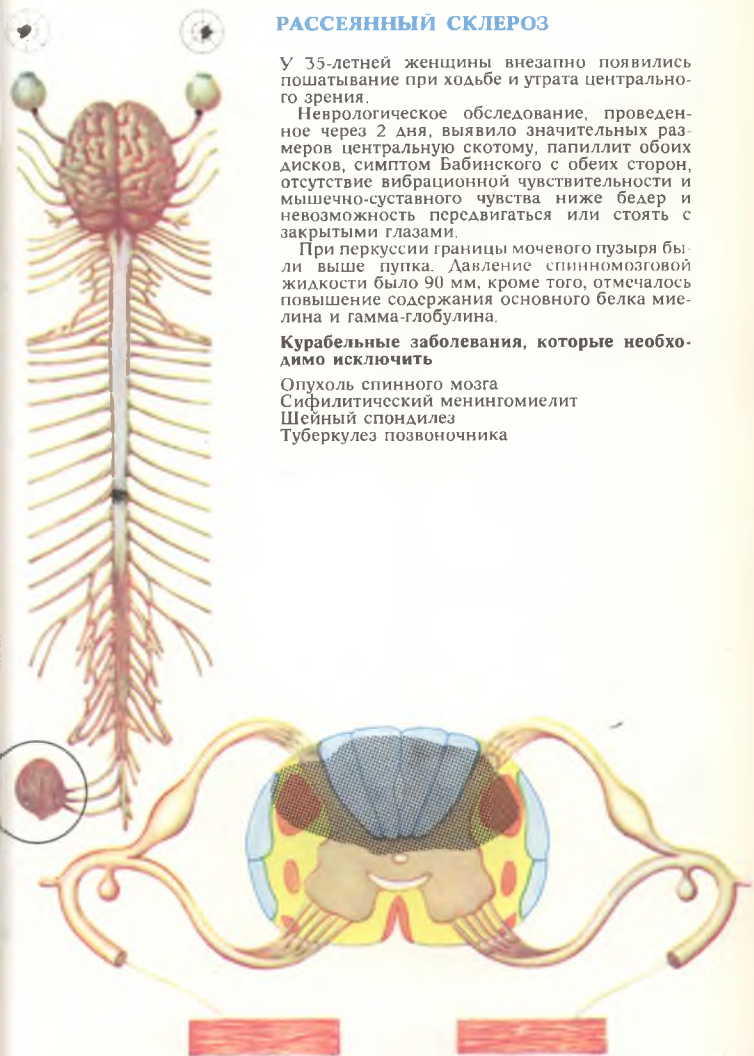 РАССЕЯННЫЙ СКЛЕРОЗ
У 35-летней женщины внезапно появились
пошатывание при ходьбе и утрата центрально-
го зрения.
Неврологическое обследование, проведен-
ное через 2 дня, выявило значительных раз-
меров центральную скотому, папиллит обоих
дисков, симптом Бабинского с обеих сторон,
отсутствие вибрационной чувствительности и
мышечно-суставного чувства ниже бедер и
невозможность передвигаться или стоять с
закрытыми глазами.
При перкуссии границы мочевого пузыря бы-
ли выше пупка. Давление спинномозговой
жидкости было 90 мм, кроме того, отмечалось
повышение содержания основного белка мие-
лина и гамма-глобулина.
Курабельные заболевания, которые необхо-
димо исключить
Опухоль спинного мозга
Сифилитический менингомиелит
Шейный спондилез
Туберкулез позвоночника